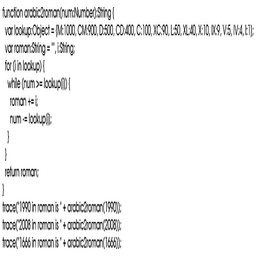 function arabic2roman(num:Number):String {
var lookup:Object = {M:1000, CM:900, D:500, CD:400, C:100, XC:90, L:50, XL:40, X:10, IX:9, V:5, IV:4, I:1};
var roman:String = "", i:String;
for (i in lookup) {
while (num >= lookup[i]) {
roman += i;
num -= lookup[i];
}
}
return roman;
}
trace("1990 in roman is " + arabic2roman(1990));
trace("2008 in roman is " + arabic2roman(2008));
trace("1666 in roman is " + arabic2roman(1666));